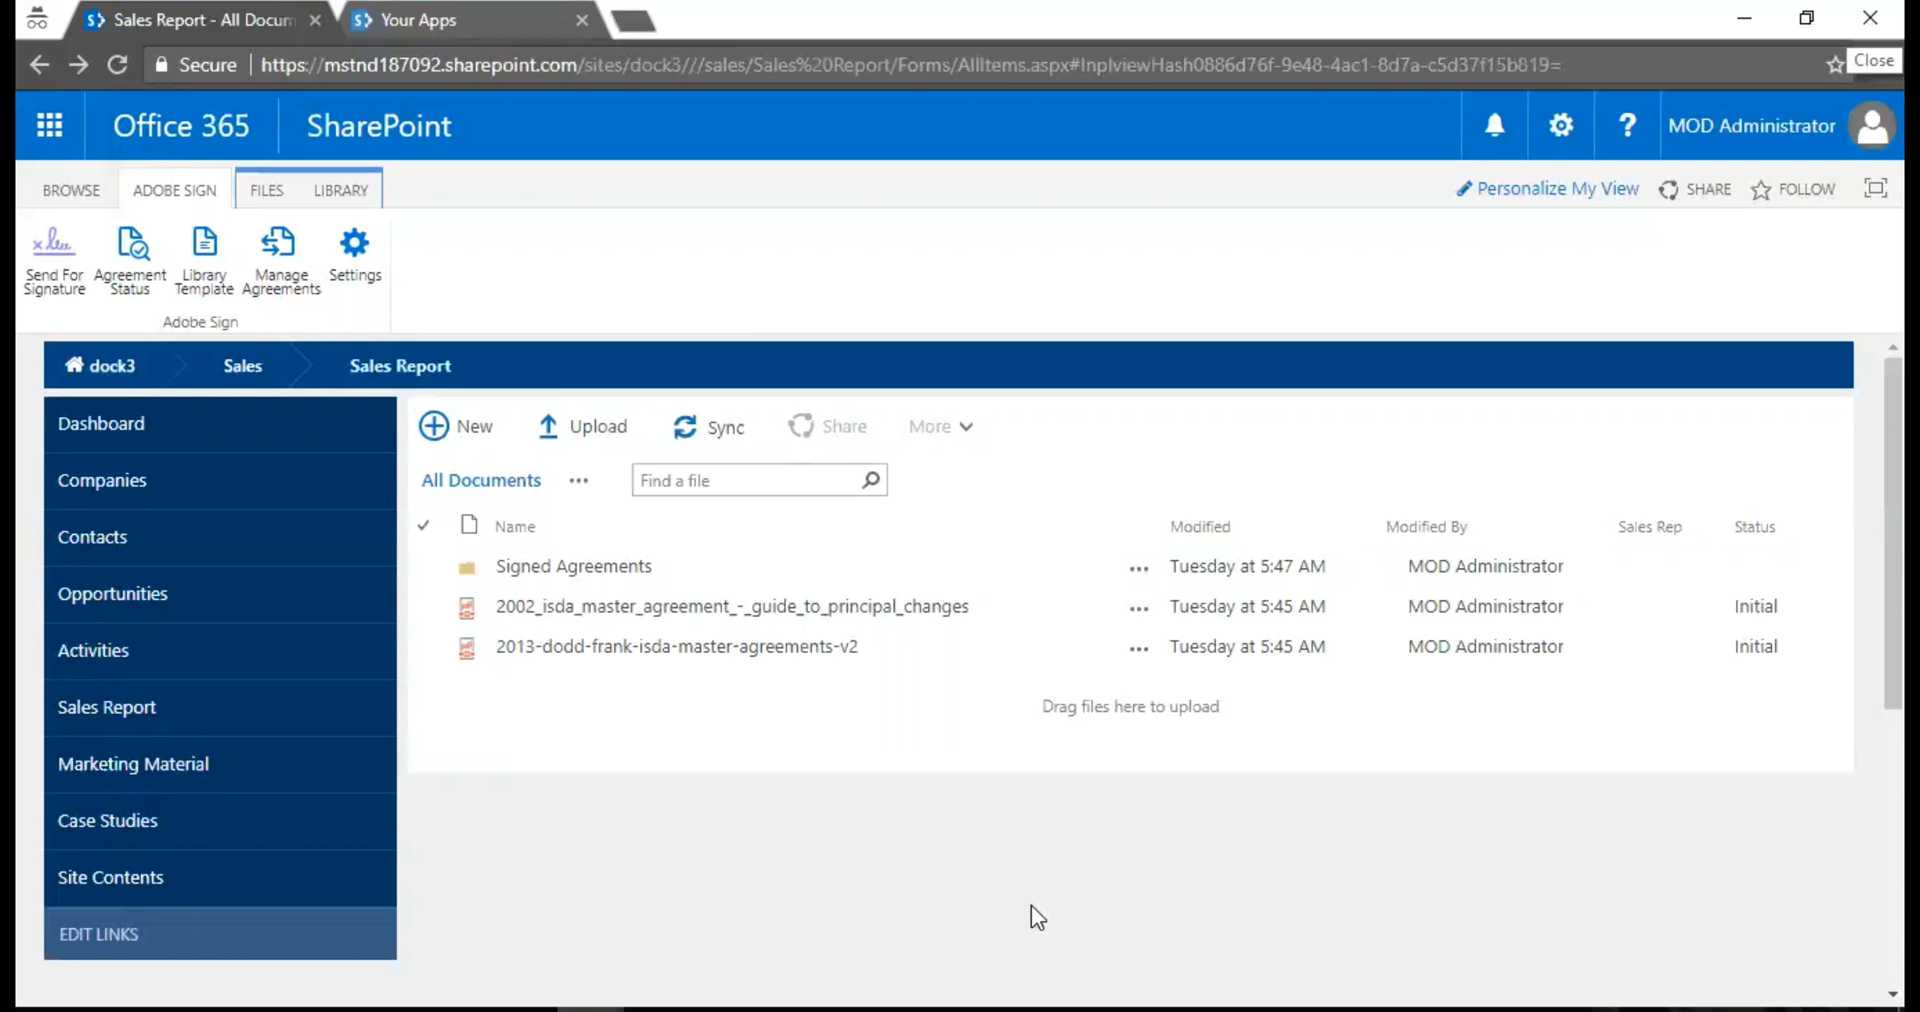 Sales Report - All Docum
Your Apps
Secure https://mstnd187092.sharepoint.com/sites/dock3///sales/Sales%20Report/Forms/AllItems.aspx#InplviewHash0886d76f-9e48-4ac1-8d7a-c5d37f15b819=
Close
Office 365 SharePoint ? MOD Administrator
BROWSE ADOBE SIGN FILES LIBRARY Personalize My View SHARE FOLLOW
Send For Signature
Agreement Status
Library Template
Manage Agreements
Settings
Adobe Sign
dock3 Sales Sales Report
Dashboard
Companies
Contacts
Opportunities
Activities
Sales Report
Marketing Material
Case Studies
Site Contents
EDIT LINKS
New Upload Sync Share More
All Documents ... Find a file
Name Modified Modified By Sales Rep Status
Signed Agreements ... Tuesday at 5:47 AM MOD Administrator
2002_isda_master_agreement_-_guide_to_principal_changes ... Tuesday at 5:45 AM MOD Administrator Initial
2013-dodd-frank-isda-master-agreements-v2 ... Tuesday at 5:45 AM MOD Administrator Initial
Drag files here to upload